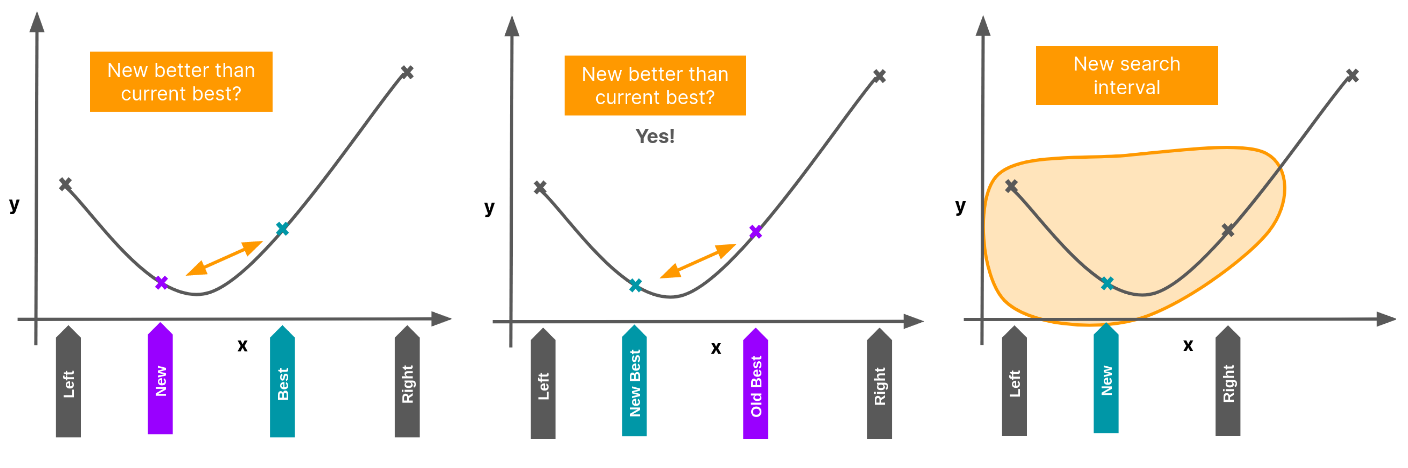 New better than
current best?
y
x
Left
New
Best
Right
New better than
current best?
Yes!
y
x
Left
New Best
Old Best
Right
New search
interval
y
x
Left
New
Right